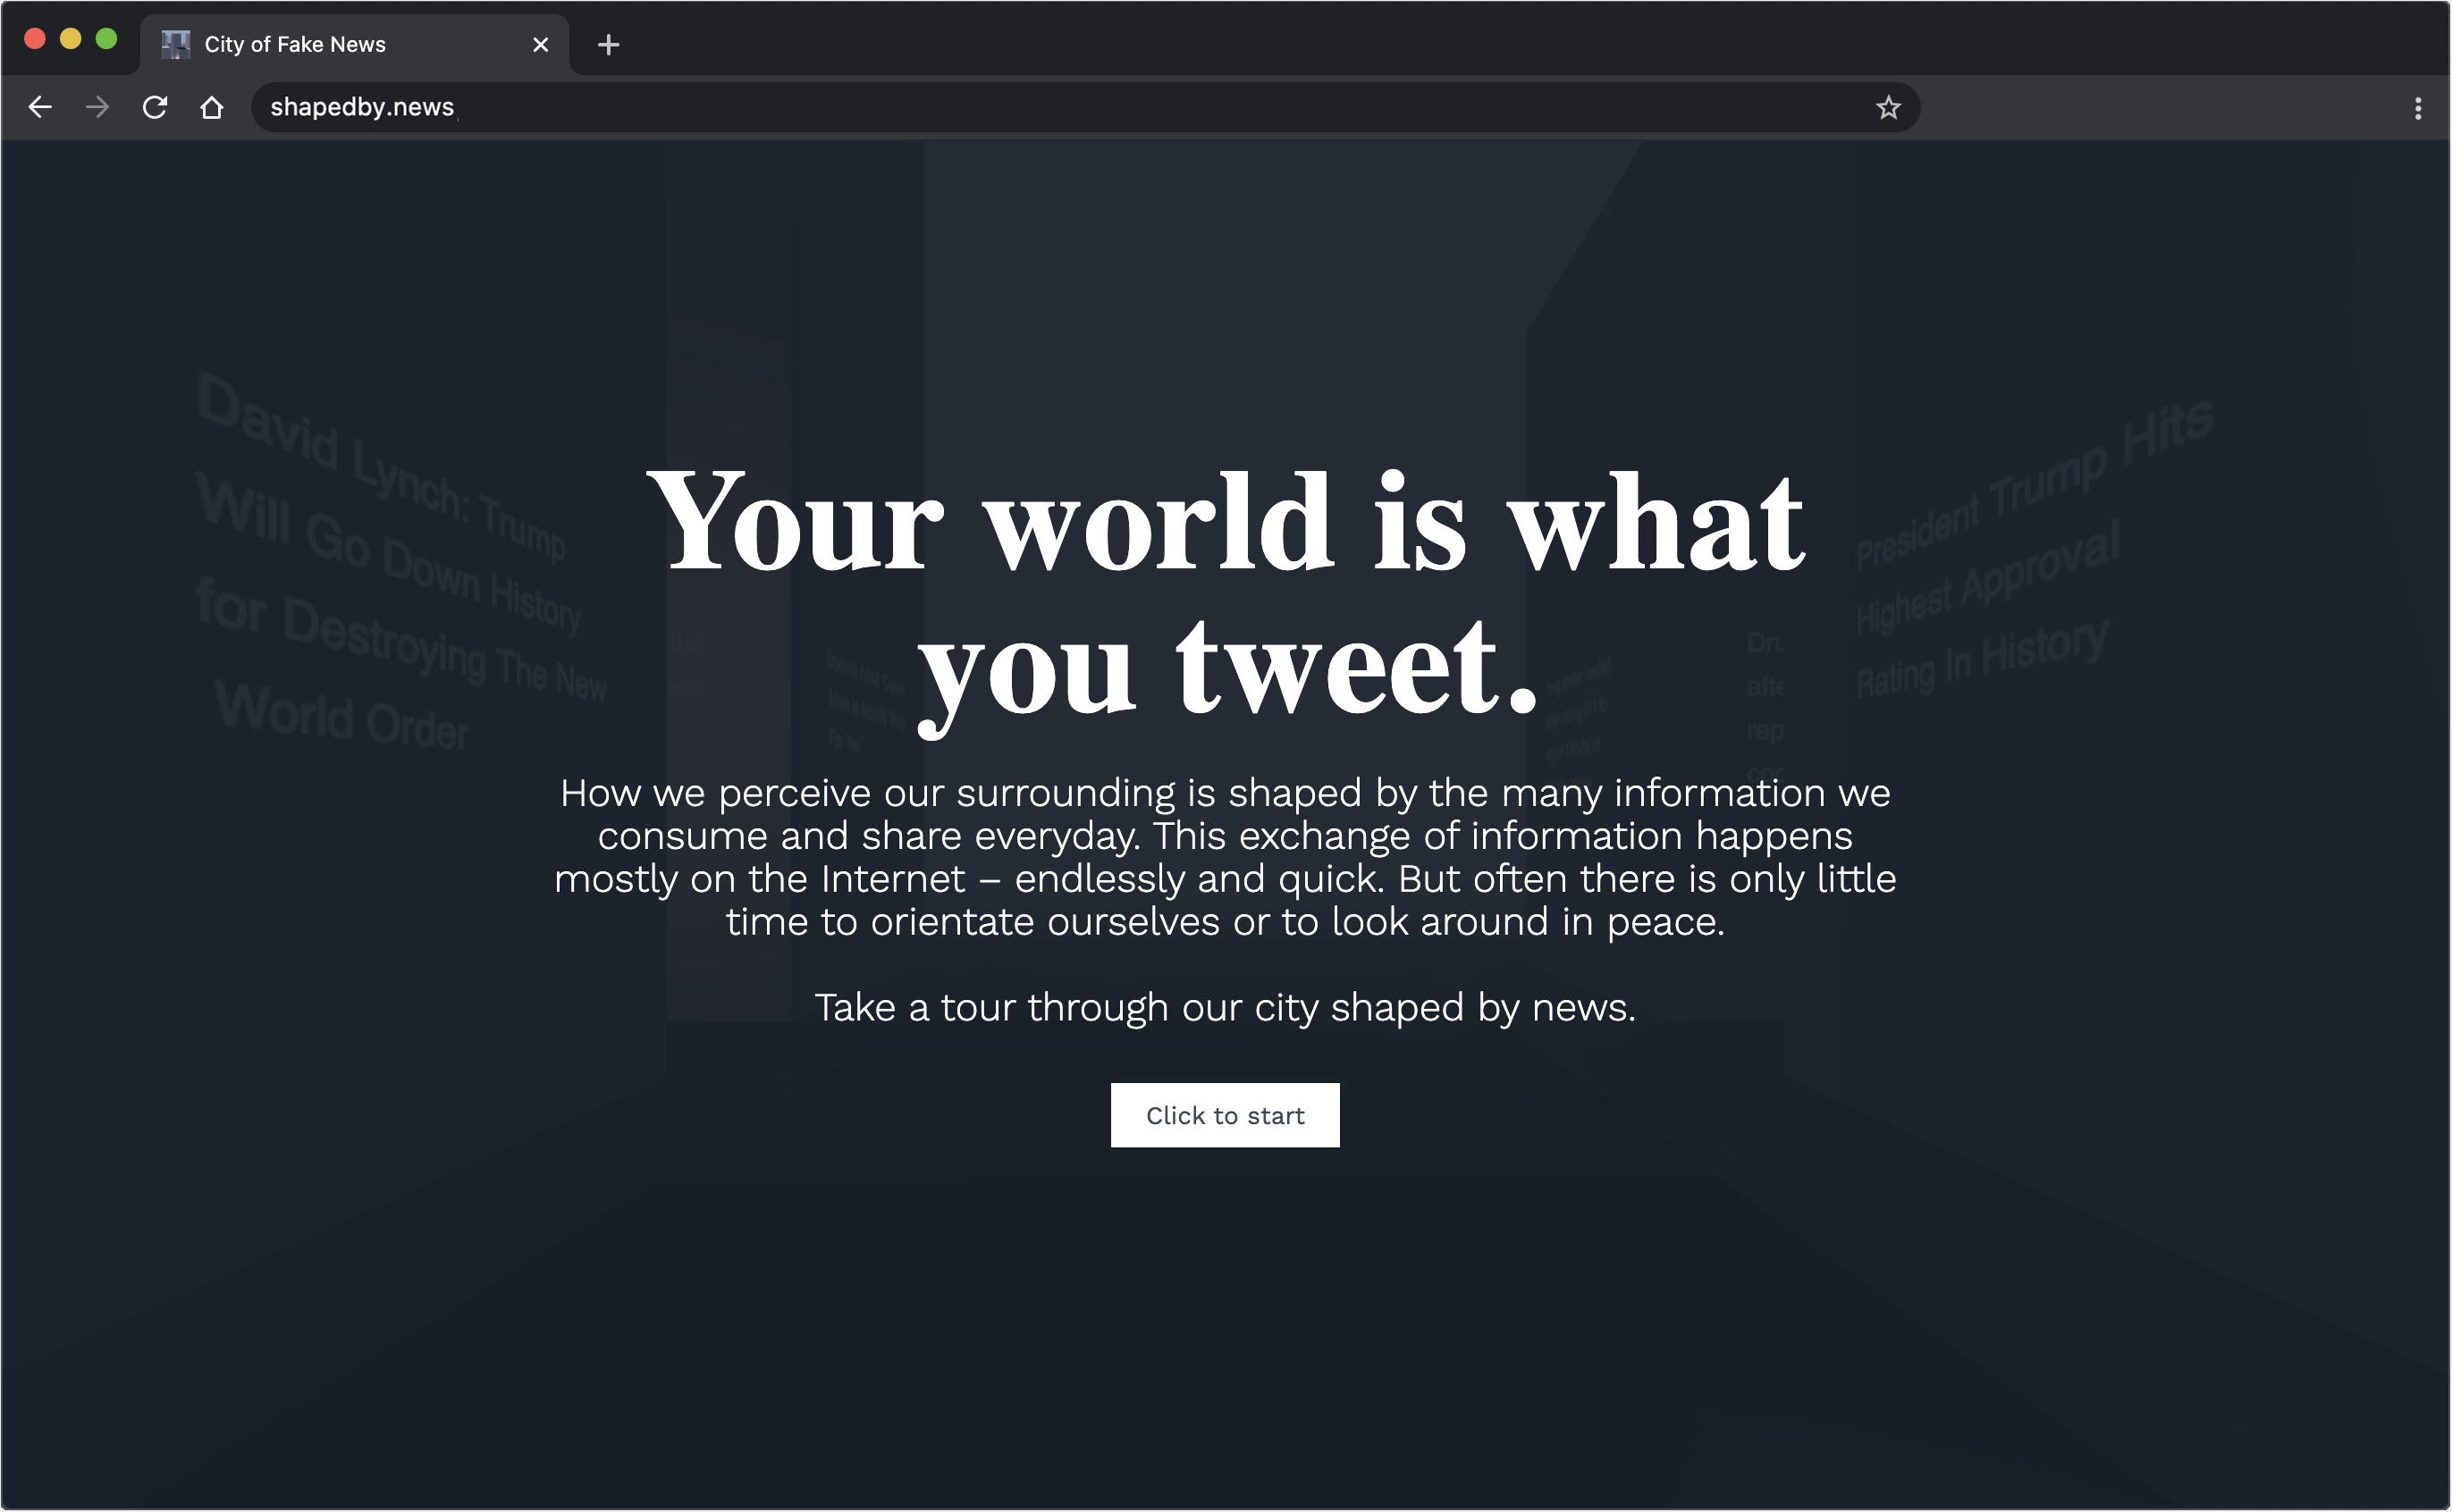 City of Fake News
shapedby.news
David Lynch: Trump
Will Go Down History
for Destroying The New
World Order
President Trump Hits
Highest Approval
Rating In History
Your world is what
you tweet.
How we perceive our surrounding is shaped by the many information we
consume and share everyday. This exchange of information happens
mostly on the Internet – endlessly and quick. But often there is only little
time to orientate ourselves or to look around in peace.
Take a tour through our city shaped by news.
Click to start